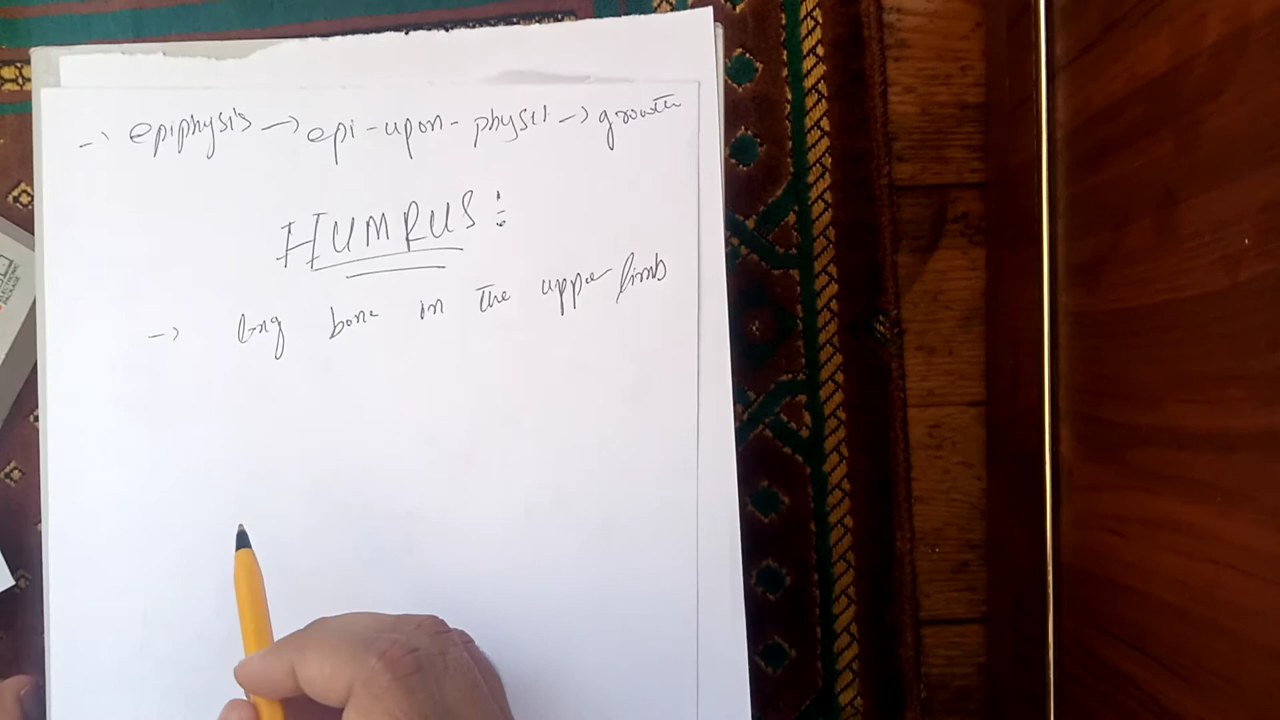 -> epiphysis -> epi-upon-physis -> growth
HUMRUS:
-> long bone in the upper limb